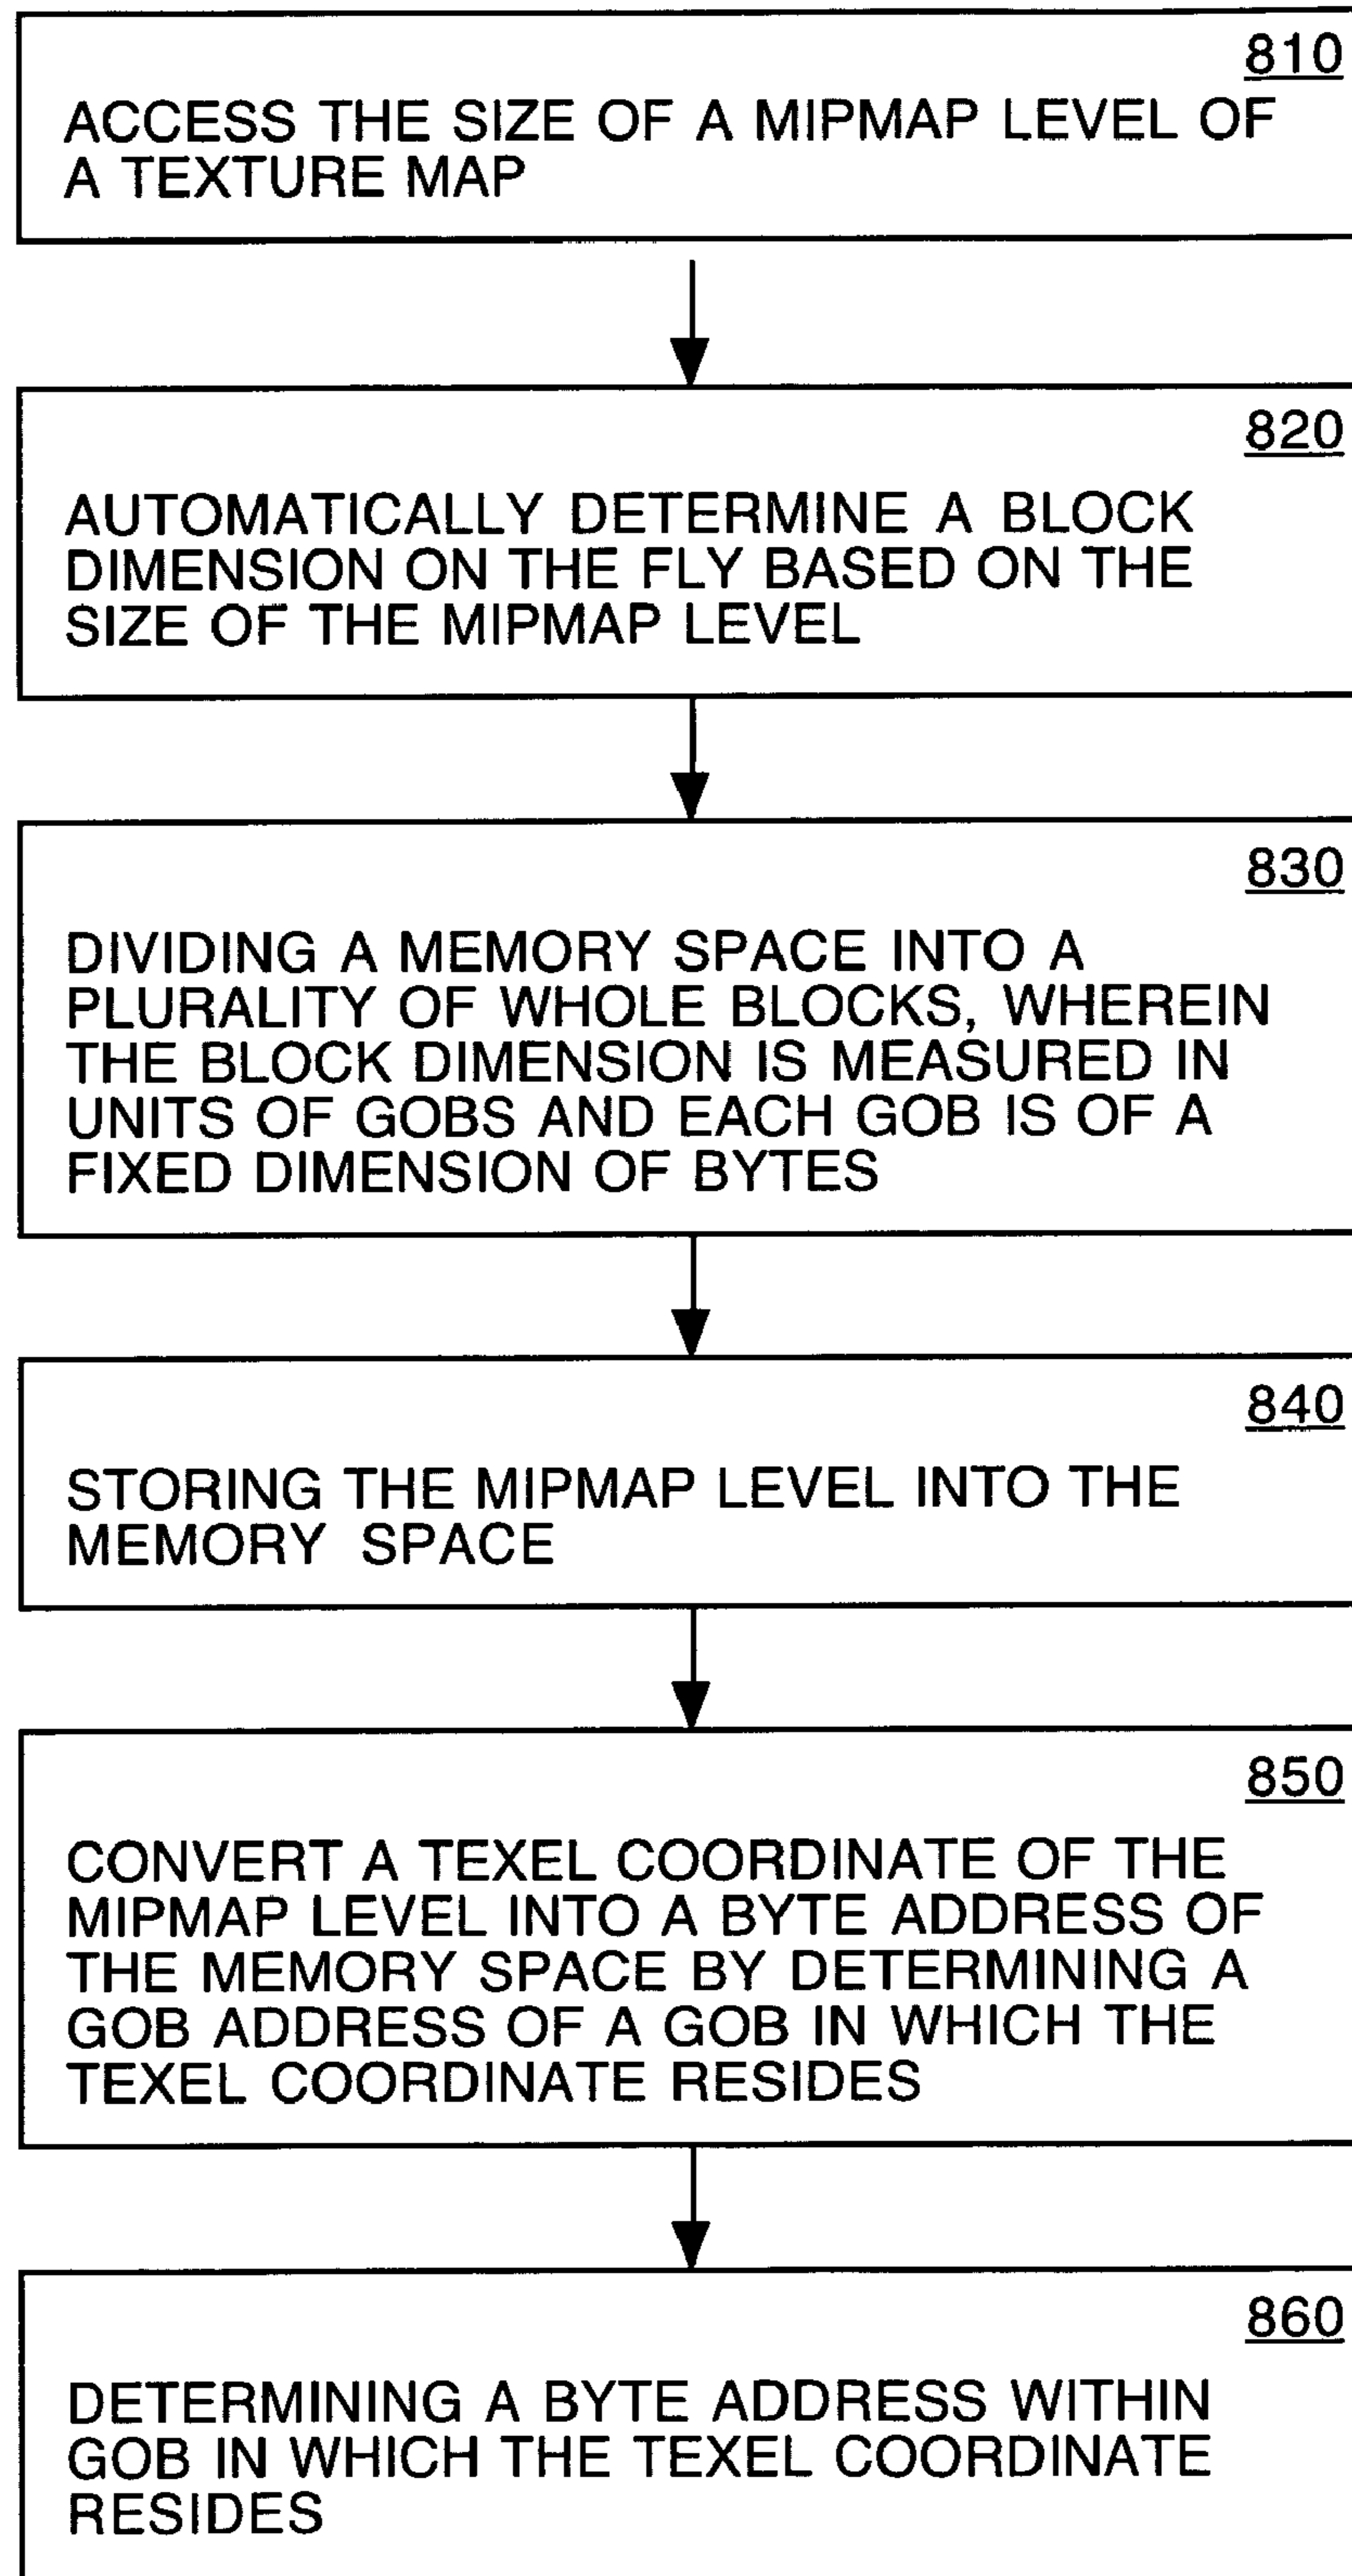 810
ACCESS THE SIZE OF A MIPMAP LEVEL OF
A TEXTURE MAP
820
AUTOMATICALLY DETERMINE A BLOCK
DIMENSION ON THE FLY BASED ON THE
SIZE OF THE MIPMAP LEVEL
830
DIVIDING A MEMORY SPACE INTO A
PLURALITY OF WHOLE BLOCKS, WHEREIN
THE BLOCK DIMENSION IS MEASURED IN
UNITS OF GOBS AND EACH GOB IS OF A
FIXED DIMENSION OF BYTES
840
STORING THE MIPMAP LEVEL INTO THE
MEMORY SPACE
850
CONVERT A TEXEL COORDINATE OF THE
MIPMAP LEVEL INTO A BYTE ADDRESS OF
THE MEMORY SPACE BY DETERMINING A
GOB ADDRESS OF A GOB IN WHICH THE
TEXEL COORDINATE RESIDES
860
DETERMINING A BYTE ADDRESS WITHIN
GOB IN WHICH THE TEXEL COORDINATE
RESIDES